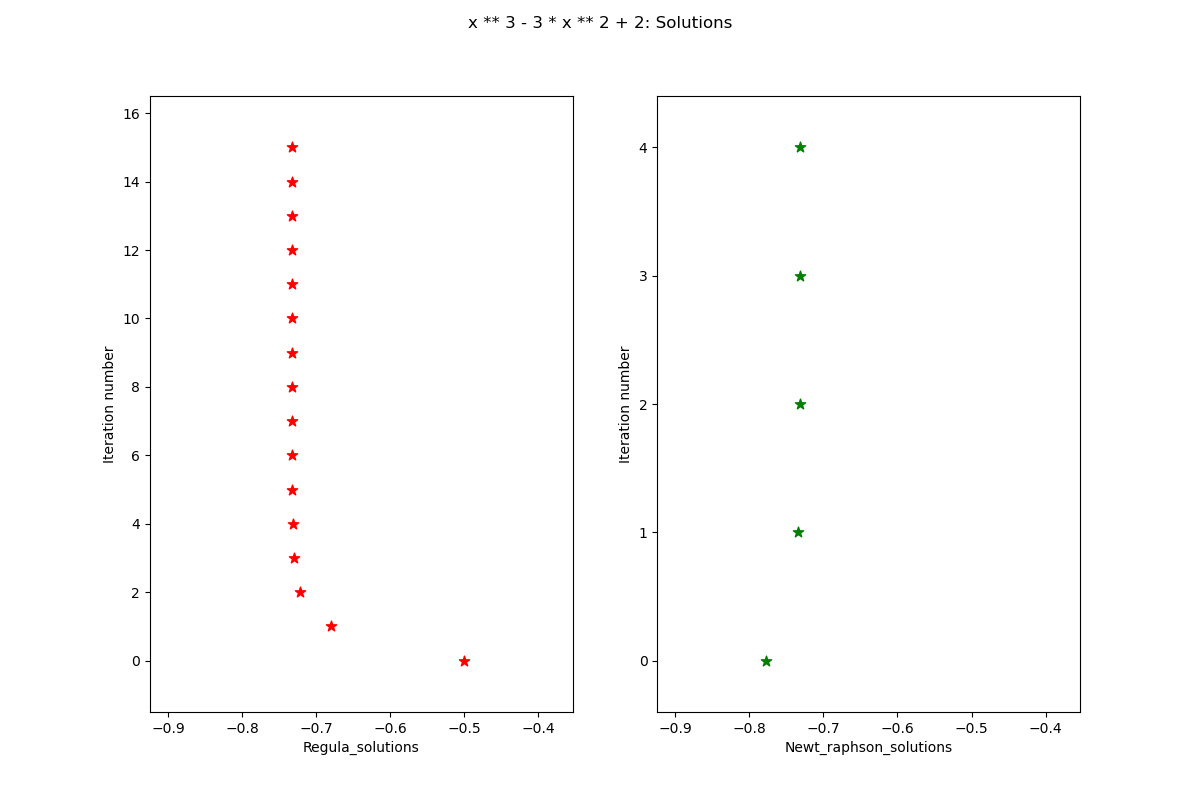 x ** 3 - 3 * x ** 2 + 2: Solutions
16
14
12
10
8
6
4
2
0
Iteration number
−0.9 −0.8 −0.7 −0.6 −0.5 −0.4
Regula_solutions
4
3
2
1
0
Iteration number
−0.9 −0.8 −0.7 −0.6 −0.5 −0.4
Newt_raphson_solutions